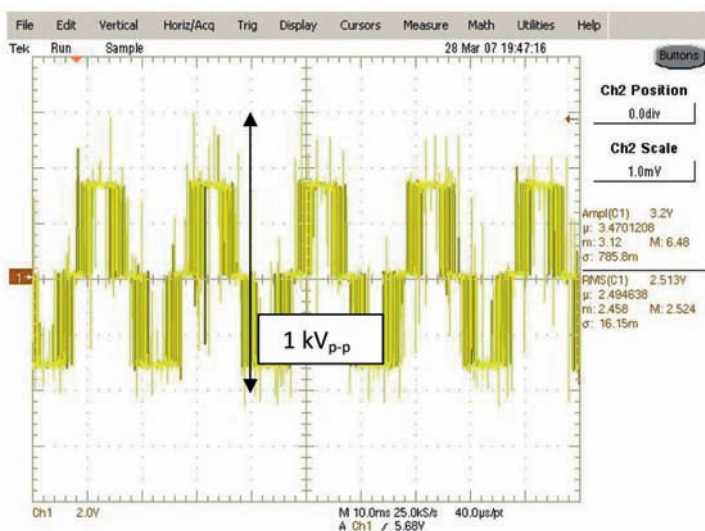 File Edit Vertical Horiz/Acq Trig Display Cursors Measure Math Utilities Help
Tek Run Sample 28 Mar 07 19:47:16
Buttons
Ch2 Position
0.0div
Ch2 Scale
1.0mV
Ampl(C1) 3.2V
µ: 3.4701208
m: 3.12 M: 6.48
σ: 785.8m
RMS(C1) 2.513V
µ: 2.494638
m: 2.458 M: 2.524
σ: 16.15m
1
1 kVp-p
Ch1 2.0V M 10.0ms 25.0kS/s 40.0µs/pt
A Ch1 / 5.68V